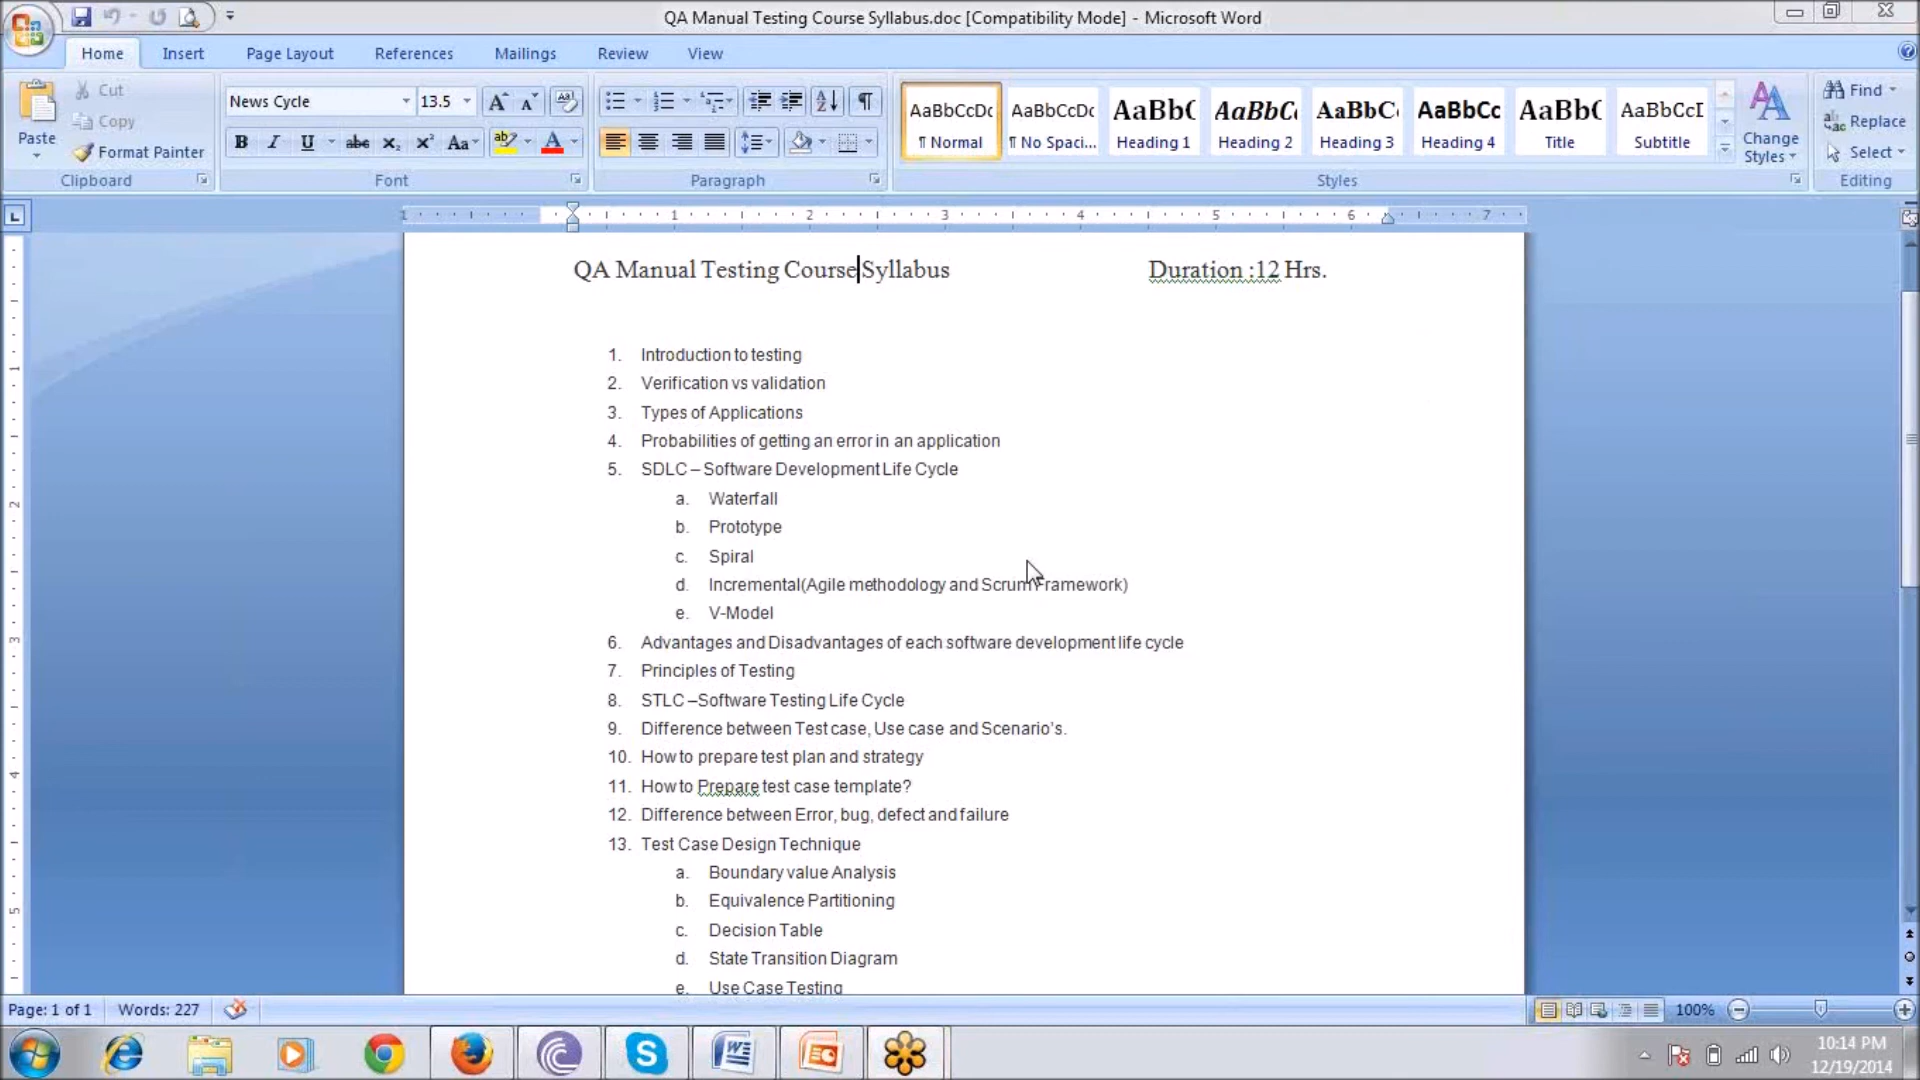 QA Manual Testing Course Syllabus.doc [Compatibility Mode] - Microsoft Word
Home Insert Page Layout References Mailings Review View
Paste
Cut
Copy
Format Painter
Clipboard
News Cycle 13.5
Font
Paragraph
AaBbCcDc AaBbCcDc AaBbC AaBbCc AaBbCc AaBbCc AaBbC AaBbCcI
¶ Normal ¶ No Spaci... Heading 1 Heading 2 Heading 3 Heading 4 Title Subtitle
Change Styles
Styles
Find
Replace
Select
Editing
1 1 2 3 4 5 6 7
QA Manual Testing Course Syllabus Duration :12 Hrs.
1. Introduction to testing
2. Verification vs validation
3. Types of Applications
4. Probabilities of getting an error in an application
5. SDLC – Software Development Life Cycle
a. Waterfall
b. Prototype
c. Spiral
d. Incremental(Agile methodology and Scrum Framework)
e. V-Model
6. Advantages and Disadvantages of each software development life cycle
7. Principles of Testing
8. STLC –Software Testing Life Cycle
9. Difference between Test case, Use case and Scenario's.
10. How to prepare test plan and strategy
11. How to Prepare test case template?
12. Difference between Error, bug, defect and failure
13. Test Case Design Technique
a. Boundary value Analysis
b. Equivalence Partitioning
c. Decision Table
d. State Transition Diagram
e. Use Case Testing
Page: 1 of 1 Words: 227 100%
10:14 PM
12/19/2014